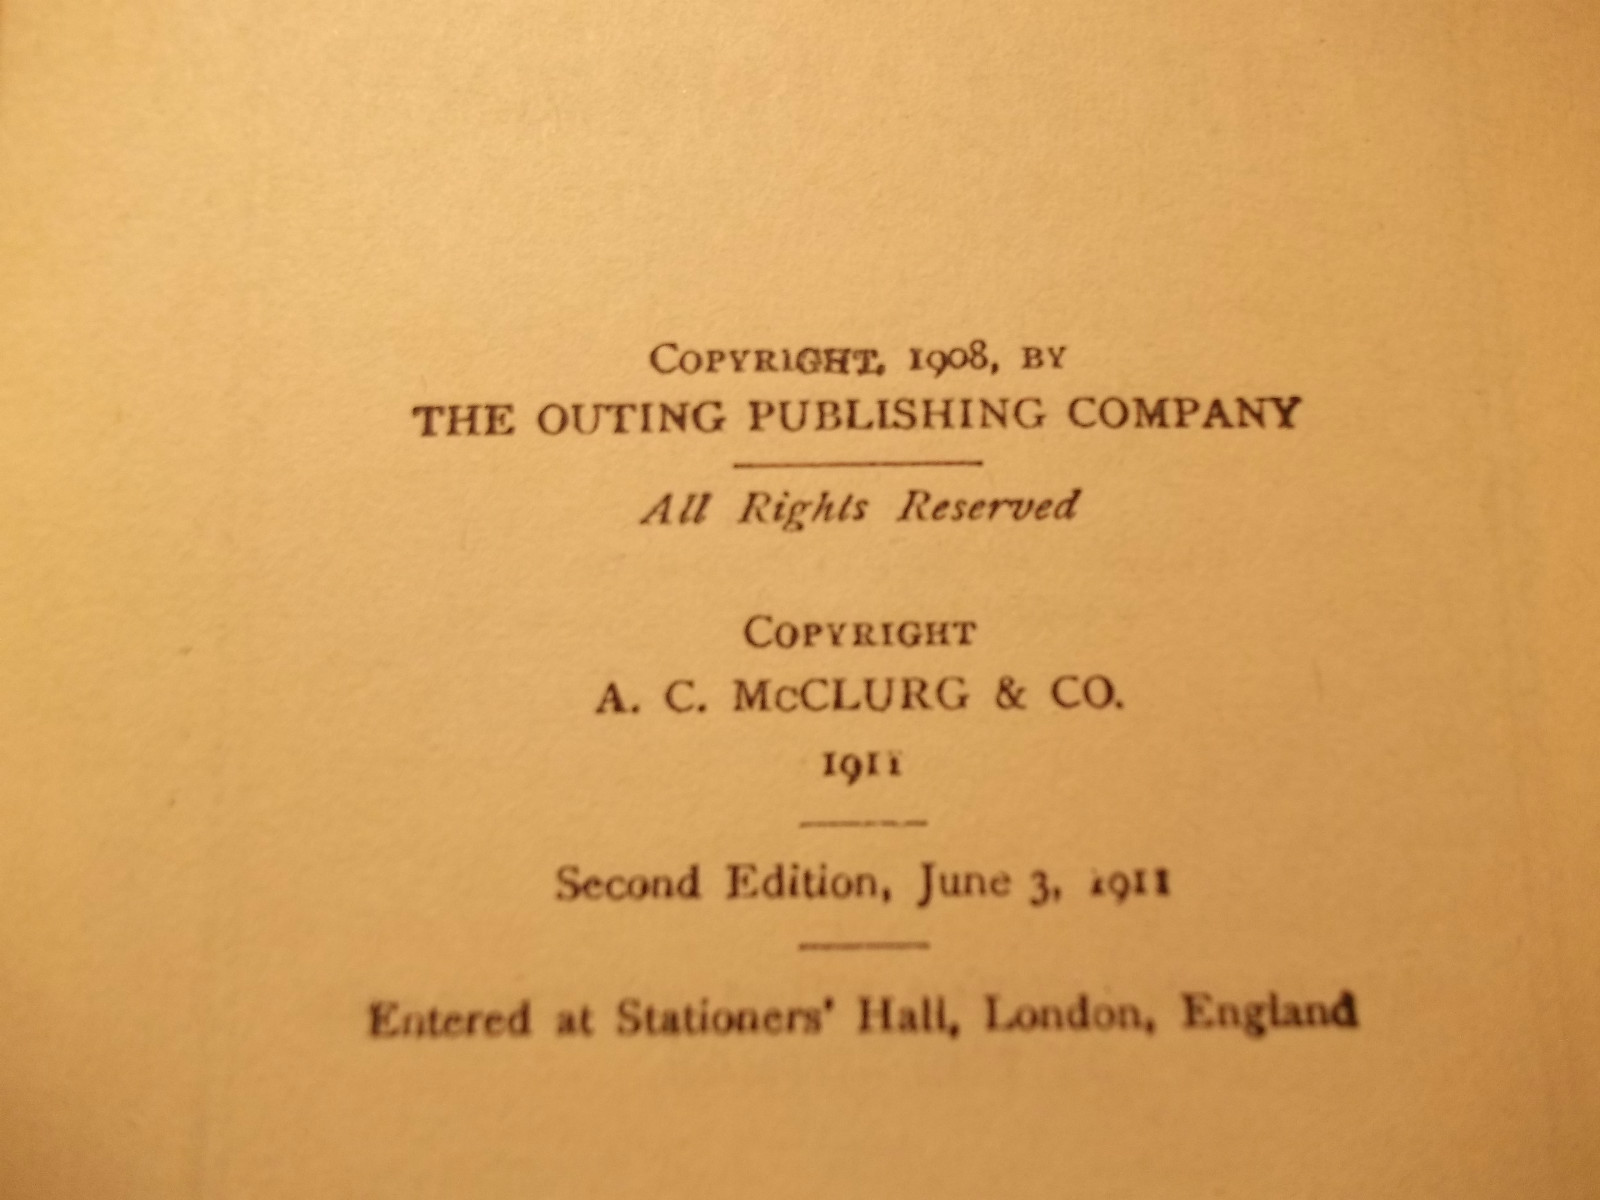 COPYRIGHT, 1908, BY
THE OUTING PUBLISHING COMPANY
All Rights Reserved
COPYRIGHT
A. C. McCLURG & CO.
1911
Second Edition, June 3, 1911
Entered at Stationers' Hall, London, England